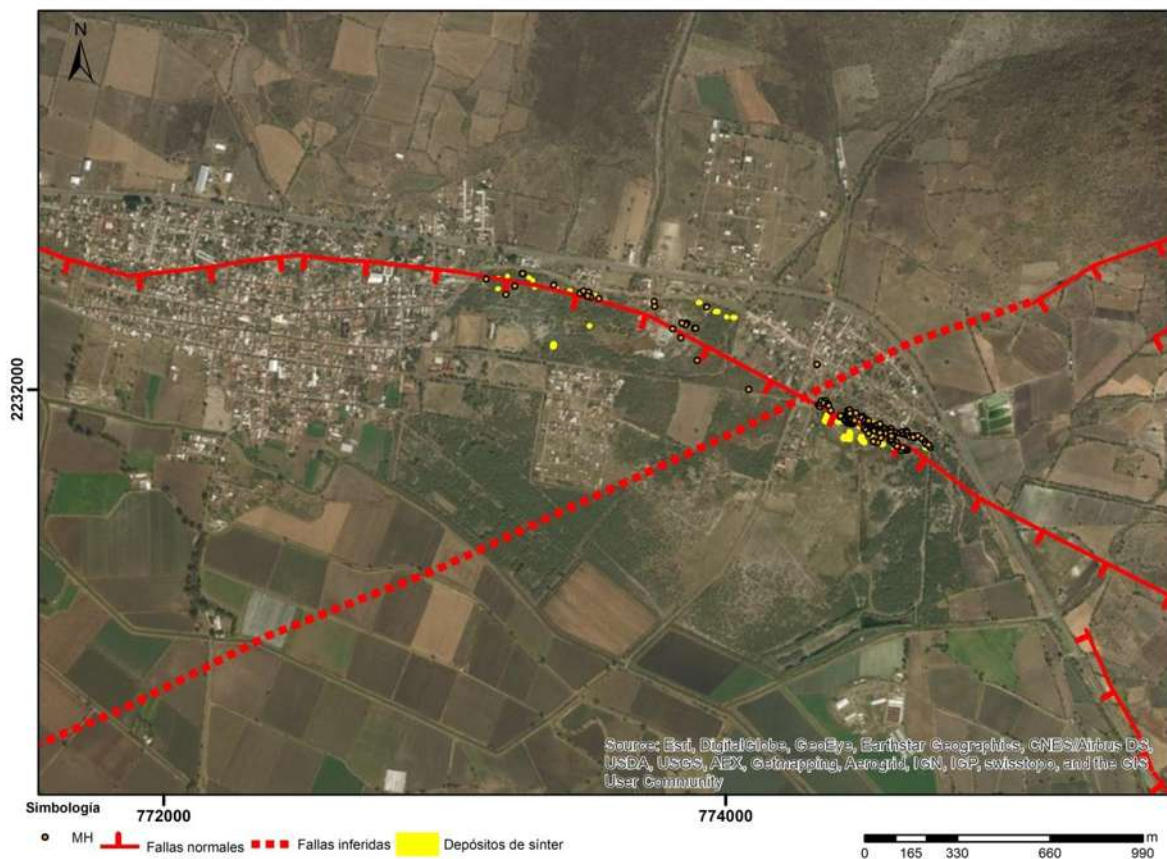 N
2232000
Source: Esri, DigitalGlobe, GeoEye, Earthstar Geographics, CNES/Airbus DS,
USDA, USGS, AEX, Getmapping, Aerogrid, IGN, IGP, swisstopo, and the GIS
User Community
772000
774000
Simbología
MH
Fallas normales
Fallas inferidas
Depósitos de sínter
m
0 165 330 660 990